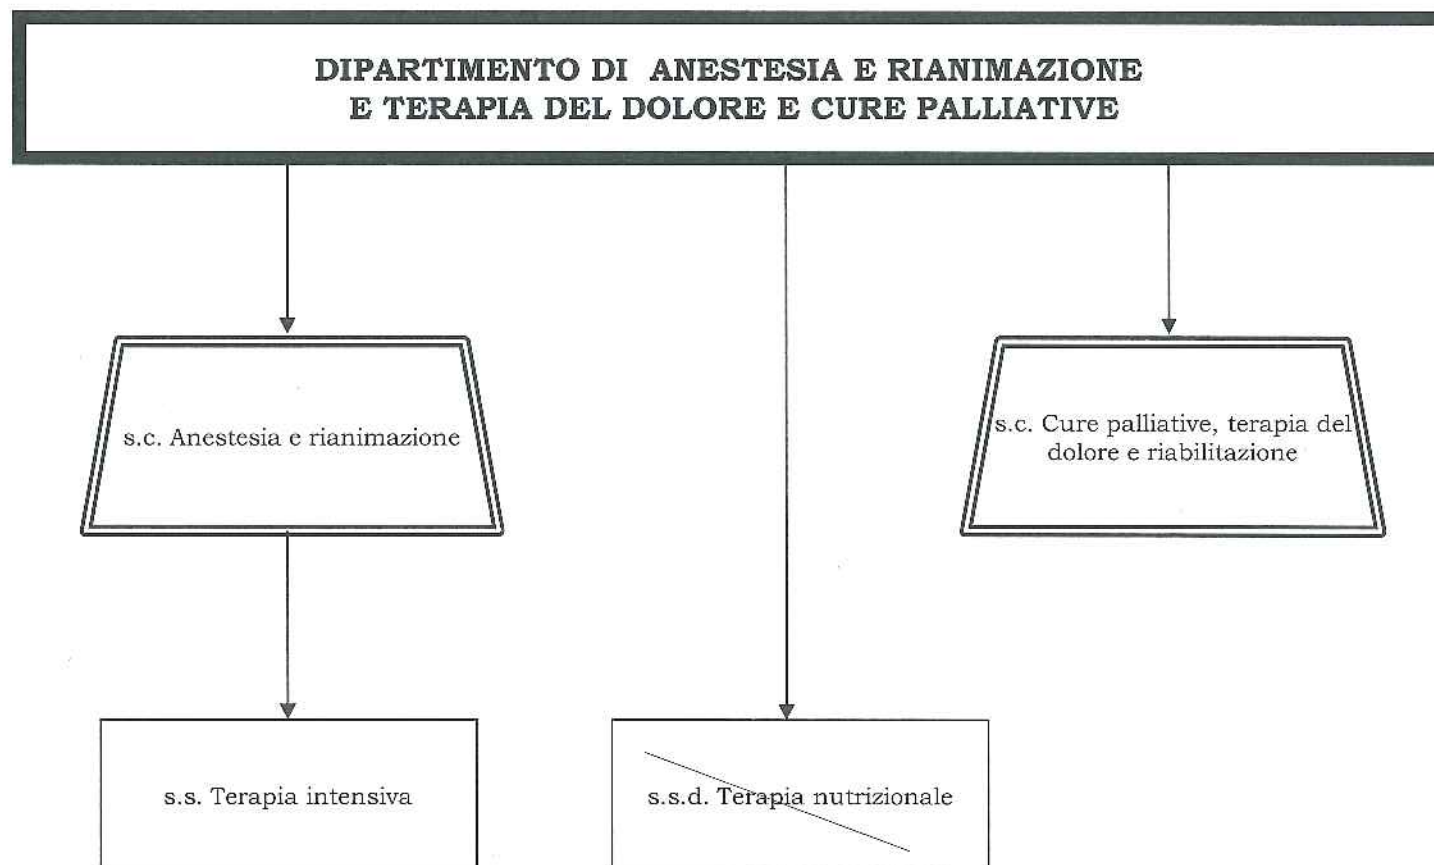 DIPARTIMENTO DI ANESTESIA E RIANIMAZIONE
E TERAPIA DEL DOLORE E CURE PALLIATIVE
s.c. Anestesia e rianimazione
s.c. Cure palliative, terapia del
dolore e riabilitazione
s.s. Terapia intensiva
s.s.d. Terapia nutrizionale